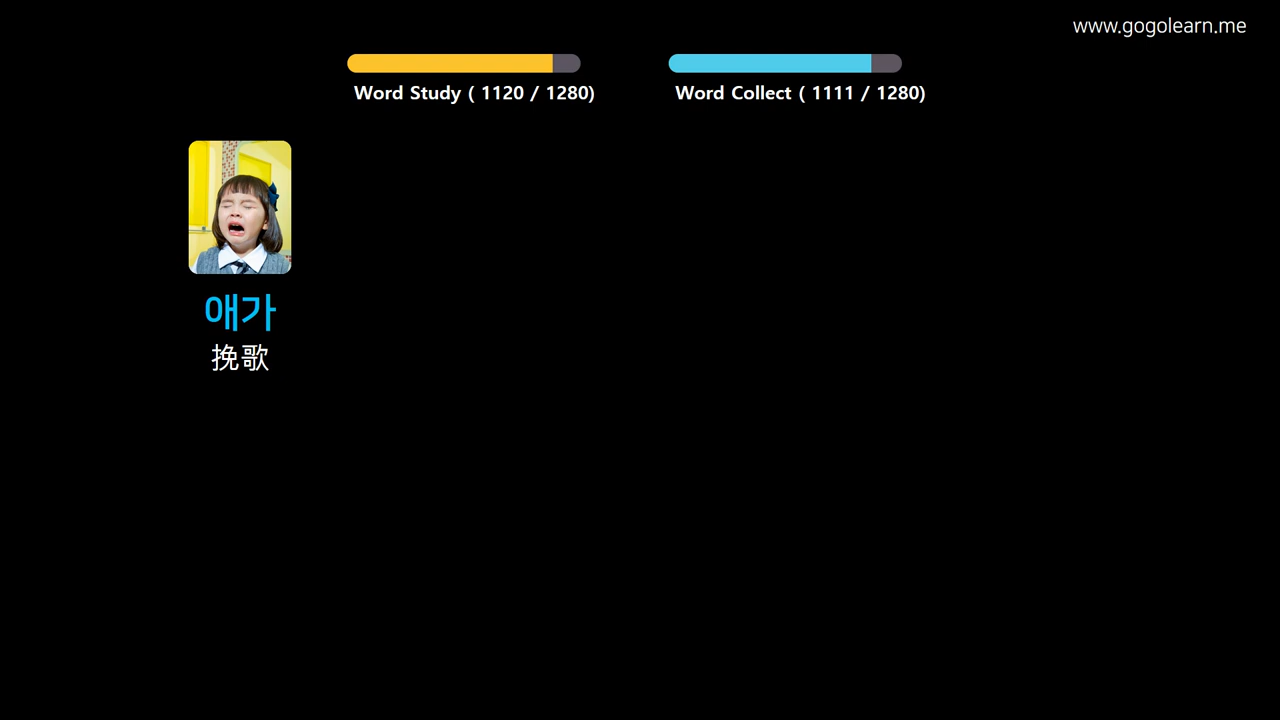 www.gogolearn.me
Word Study ( 1120 / 1280)
Word Collect ( 1111 / 1280)
애가
挽歌